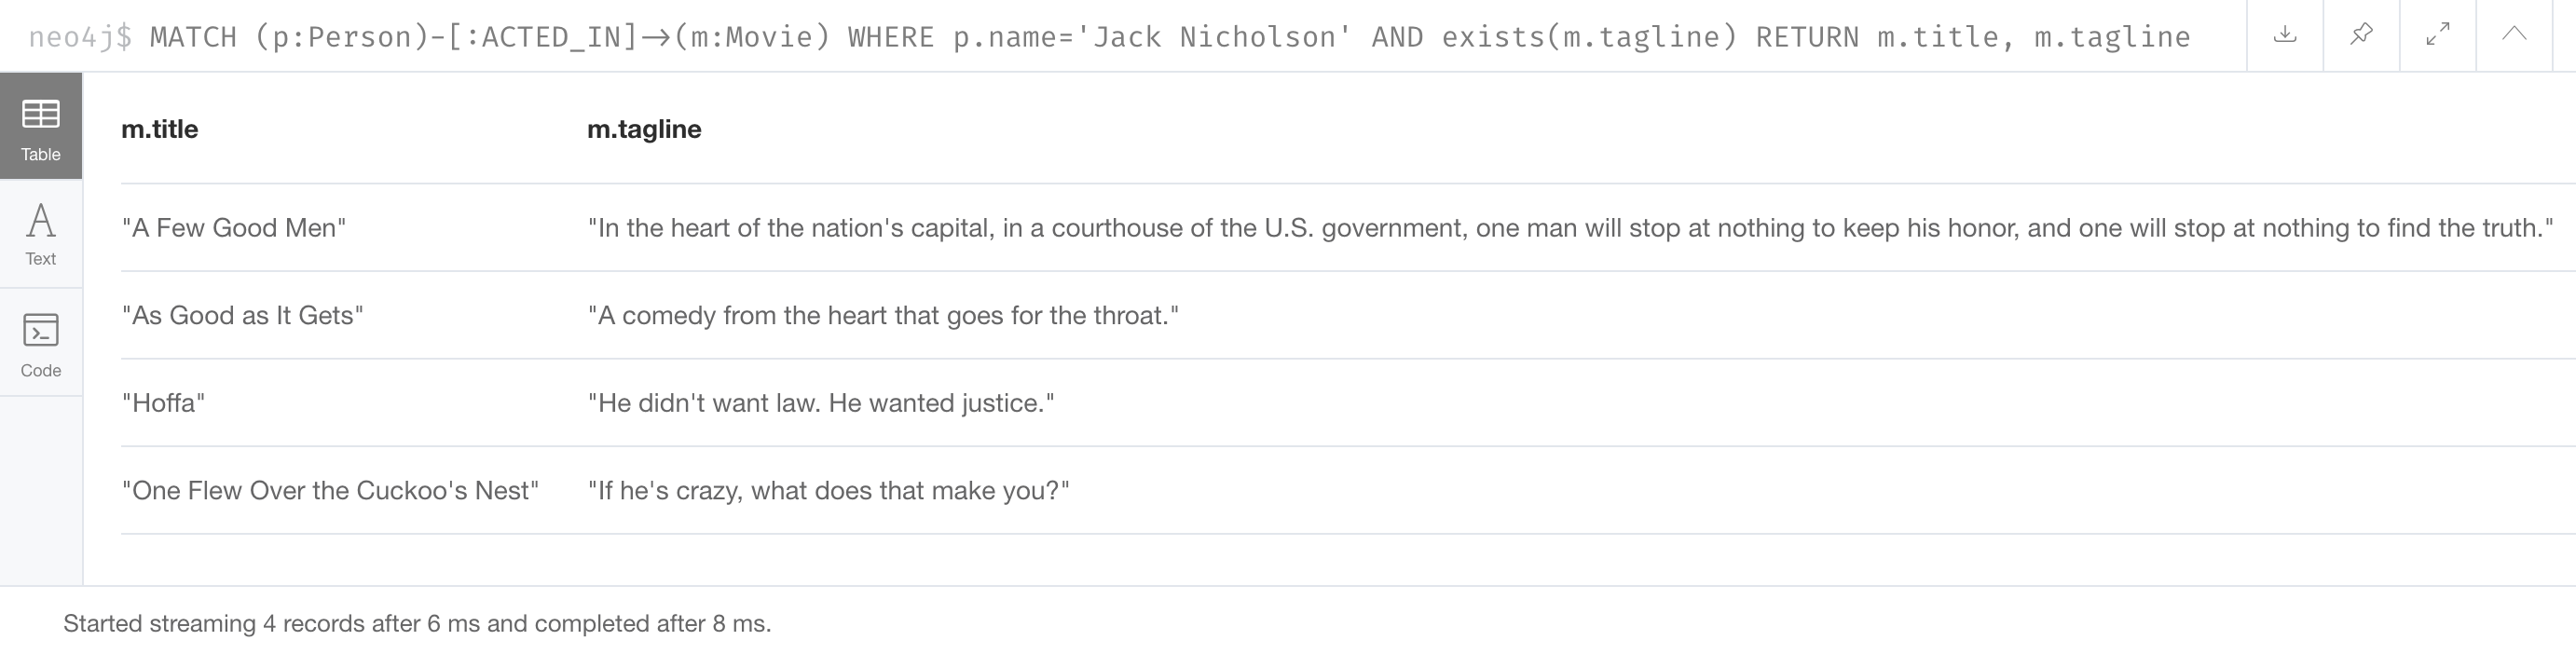 neo4j$ MATCH (p:Person)-[:ACTED_IN]->(m:Movie) WHERE p.name='Jack Nicholson' AND exists(m.tagline) RETURN m.title, m.tagline
Table
Text
Code
m.title m.tagline
"A Few Good Men" "In the heart of the nation's capital, in a courthouse of the U.S. government, one man will stop at nothing to keep his honor, and one will stop at nothing to find the truth."
"As Good as It Gets" "A comedy from the heart that goes for the throat."
"Hoffa" "He didn't want law. He wanted justice."
"One Flew Over the Cuckoo's Nest" "If he's crazy, what does that make you?"
Started streaming 4 records after 6 ms and completed after 8 ms.